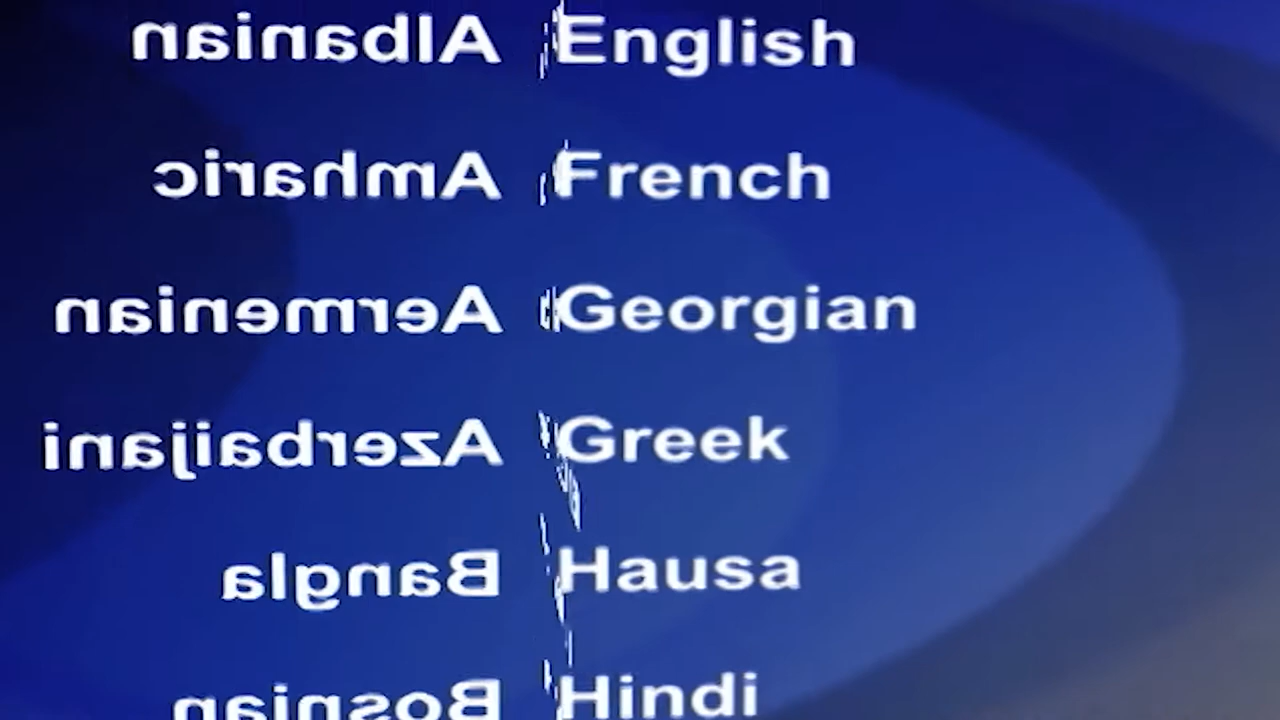 Albanian English
Amharic French
Aermenian Georgian
Azerbaijani Greek
Bangla Hausa
Bosnian Hindi